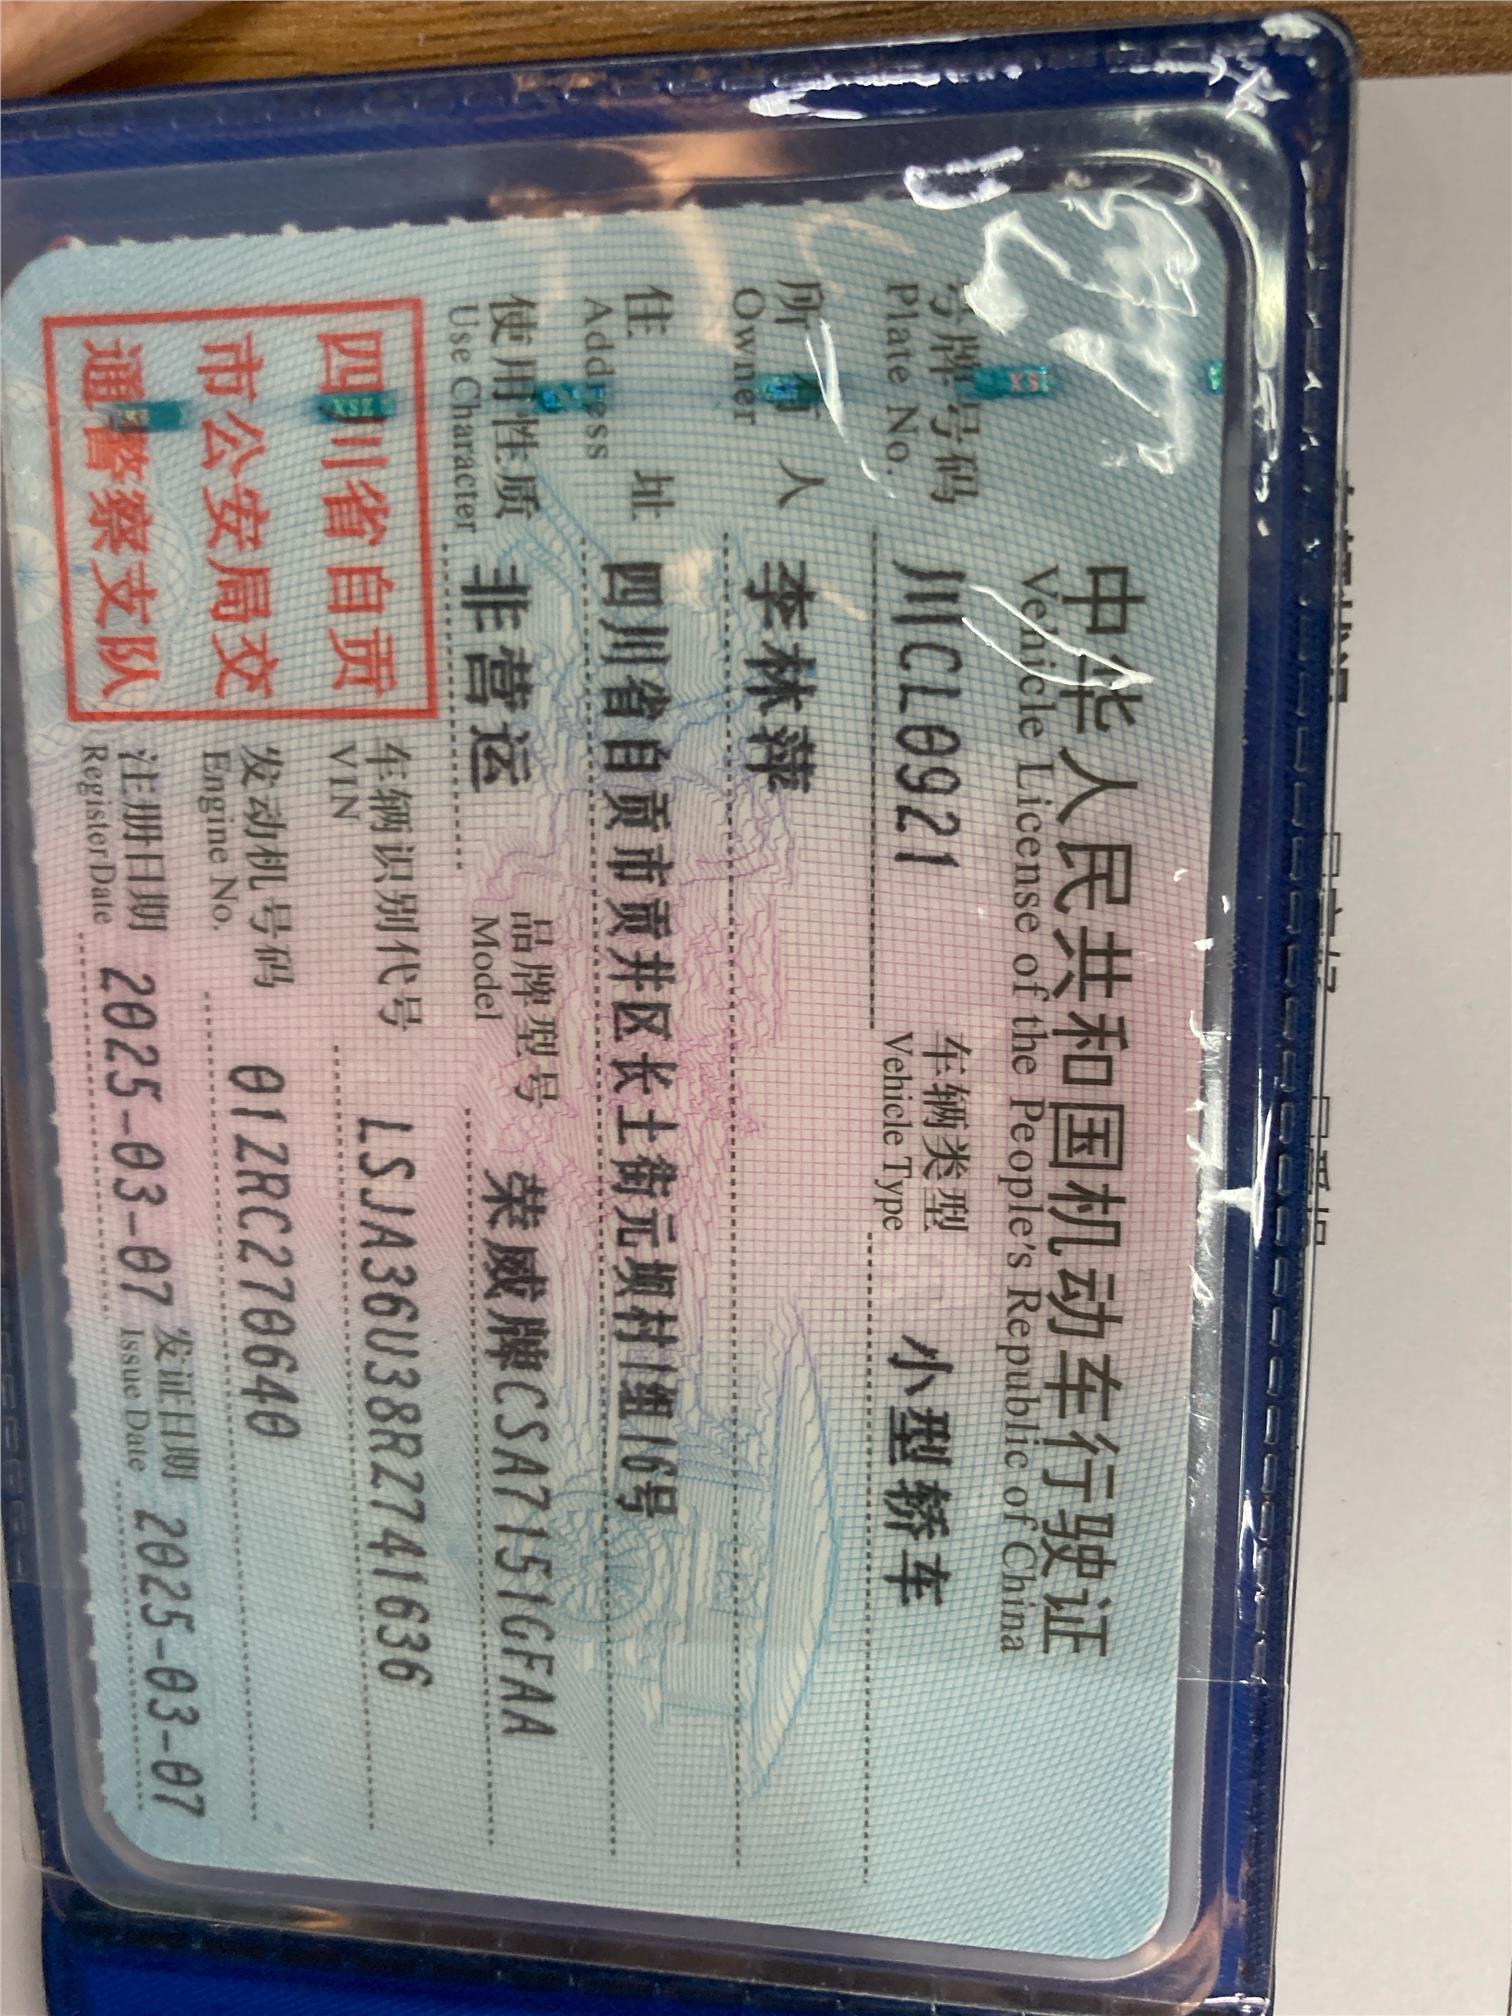 中华人民共和国机动车行驶证
Vehicle License of the People's Republic of China
号牌号码 川CL0921 车辆类型 小型轿车
Plate No. Vehicle Type
所有人 李林萍
Owner
住址 四川省自贡市贡井区长土街元坝村1组16号
Address
使用性质 非营运 品牌型号 荣威牌CSA7151GFAA
Use Character Model
四川省自贡
市公安局交
通警察支队
车辆识别代号 LSJA36U38RZ741636
VIN
发动机号码 01ZRC270640
Engine No.
注册日期 2025-03-07 发证日期 2025-03-07
Register Date Issue Date